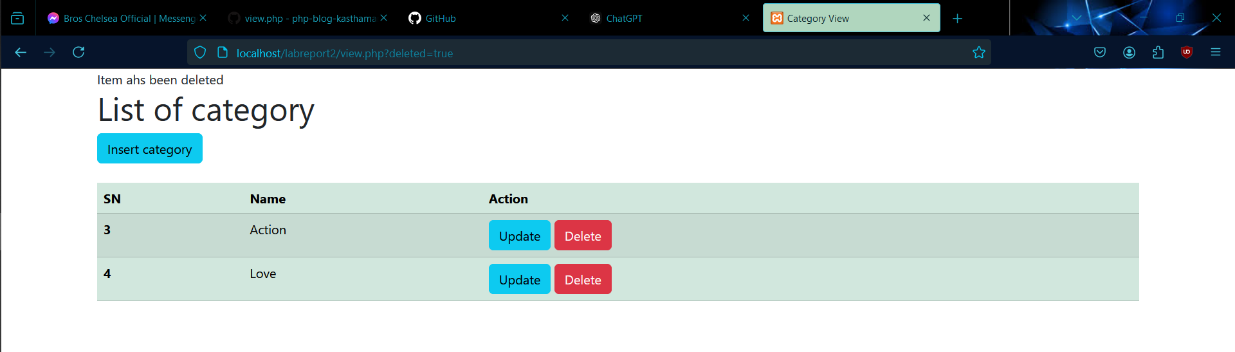 Bros Chelsea Official | Messeng
view.php - php-blog-kasthama
GitHub
ChatGPT
Category View
localhost/labreport2/view.php?deleted=true
Item ahs been deleted
List of category
Insert category
SN Name Action
3 Action Update Delete
4 Love Update Delete